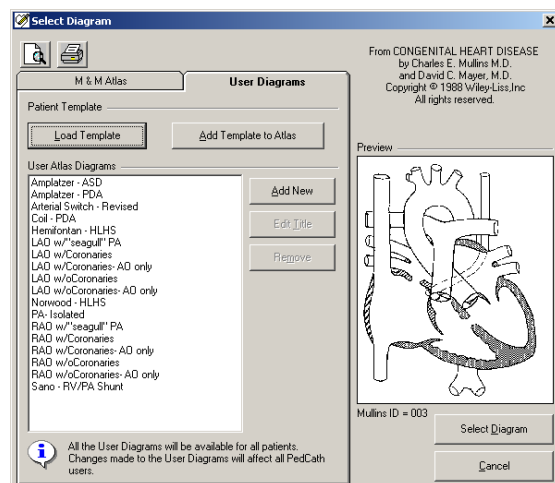 Select Diagram
From CONGENITAL HEART DISEASE
by Charles E. Mullins M.D.
and David C. Mayer, M.D.
Copyright © 1988 Wiley-Liss,Inc
All rights reserved.
M & M Atlas
User Diagrams
Patient Template
Load Template
Add Template to Atlas
Preview
User Atlas Diagrams
Amplatzer - ASD
Amplatzer - PDA
Arterial Switch - Revised
Coil - PDA
Hemifontan - HLHS
LAO w/"seagull" PA
LAO w/Coronaries
LAO w/Coronaries- AO only
LAO w/oCoronaries
LAO w/oCoronaries- AO only
Norwood - HLHS
PA- Isolated
RAO w/"seagull" PA
RAO w/Coronaries
RAO w/Coronaries- AO only
RAO w/oCoronaries
RAO w/oCoronaries- AO only
Sano - RV/PA Shunt
Add New
Edit Title
Remove
Mullins ID = 003
Select Diagram
Cancel
All the User Diagrams will be available for all patients.
Changes made to the User Diagrams will affect all PedCath
users.